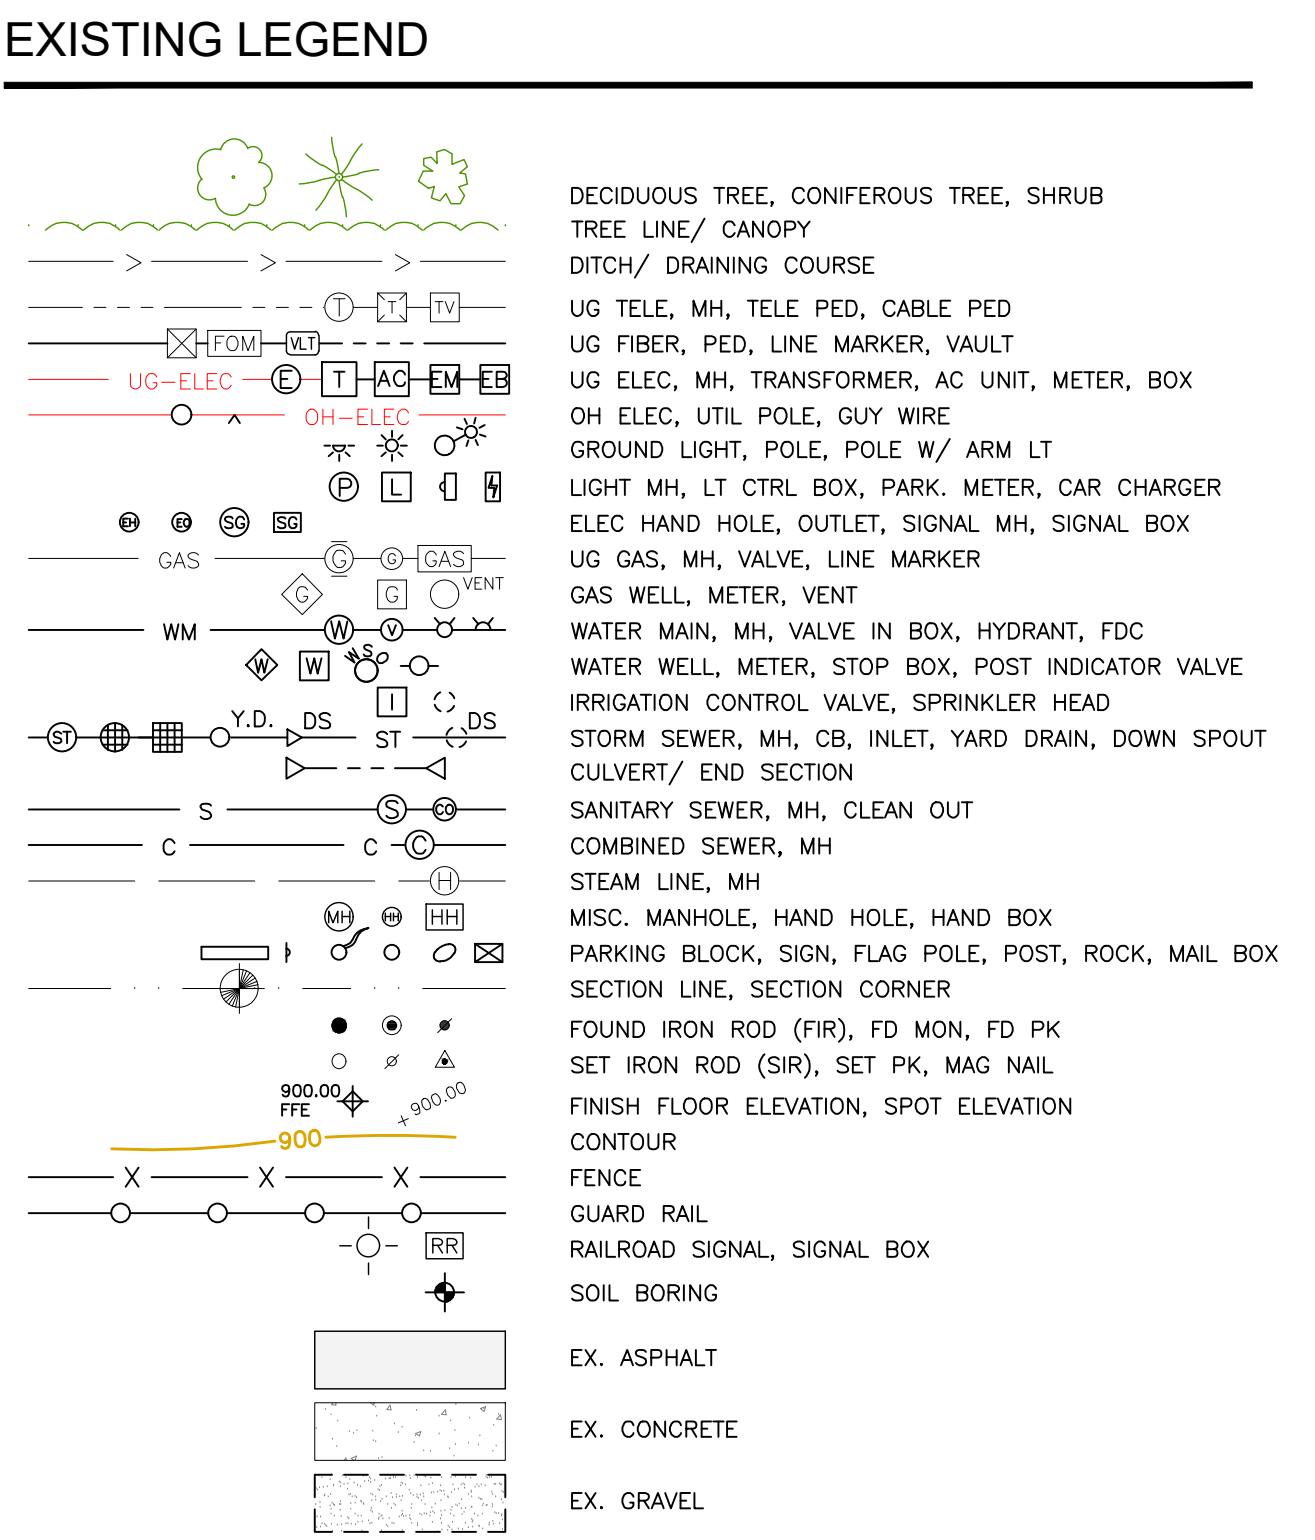 EXISTING LEGEND
DECIDUOUS TREE, CONIFEROUS TREE, SHRUB
TREE LINE/ CANOPY
> > > DITCH/ DRAINING COURSE
T T TV UG TELE, MH, TELE PED, CABLE PED
FOM VLT UG FIBER, PED, LINE MARKER, VAULT
UG-ELEC E T AC EM EB UG ELEC, MH, TRANSFORMER, AC UNIT, METER, BOX
OH-ELEC OH ELEC, UTIL POLE, GUY WIRE
GROUND LIGHT, POLE, POLE W/ ARM LT
P L LIGHT MH, LT CTRL BOX, PARK. METER, CAR CHARGER
EH EO SG SG ELEC HAND HOLE, OUTLET, SIGNAL MH, SIGNAL BOX
GAS G G GAS UG GAS, MH, VALVE, LINE MARKER
G G VENT GAS WELL, METER, VENT
WM W V WATER MAIN, MH, VALVE IN BOX, HYDRANT, FDC
W W WSO WATER WELL, METER, STOP BOX, POST INDICATOR VALVE
I IRRIGATION CONTROL VALVE, SPRINKLER HEAD
ST Y.D. DS ST DS STORM SEWER, MH, CB, INLET, YARD DRAIN, DOWN SPOUT
CULVERT/ END SECTION
S S CO SANITARY SEWER, MH, CLEAN OUT
C C C COMBINED SEWER, MH
H STEAM LINE, MH
MH HH HH MISC. MANHOLE, HAND HOLE, HAND BOX
PARKING BLOCK, SIGN, FLAG POLE, POST, ROCK, MAIL BOX
SECTION LINE, SECTION CORNER
FOUND IRON ROD (FIR), FD MON, FD PK
SET IRON ROD (SIR), SET PK, MAG NAIL
900.00
FFE +900.00 FINISH FLOOR ELEVATION, SPOT ELEVATION
900 CONTOUR
X X X FENCE
GUARD RAIL
RR RAILROAD SIGNAL, SIGNAL BOX
SOIL BORING
EX. ASPHALT
EX. CONCRETE
EX. GRAVEL